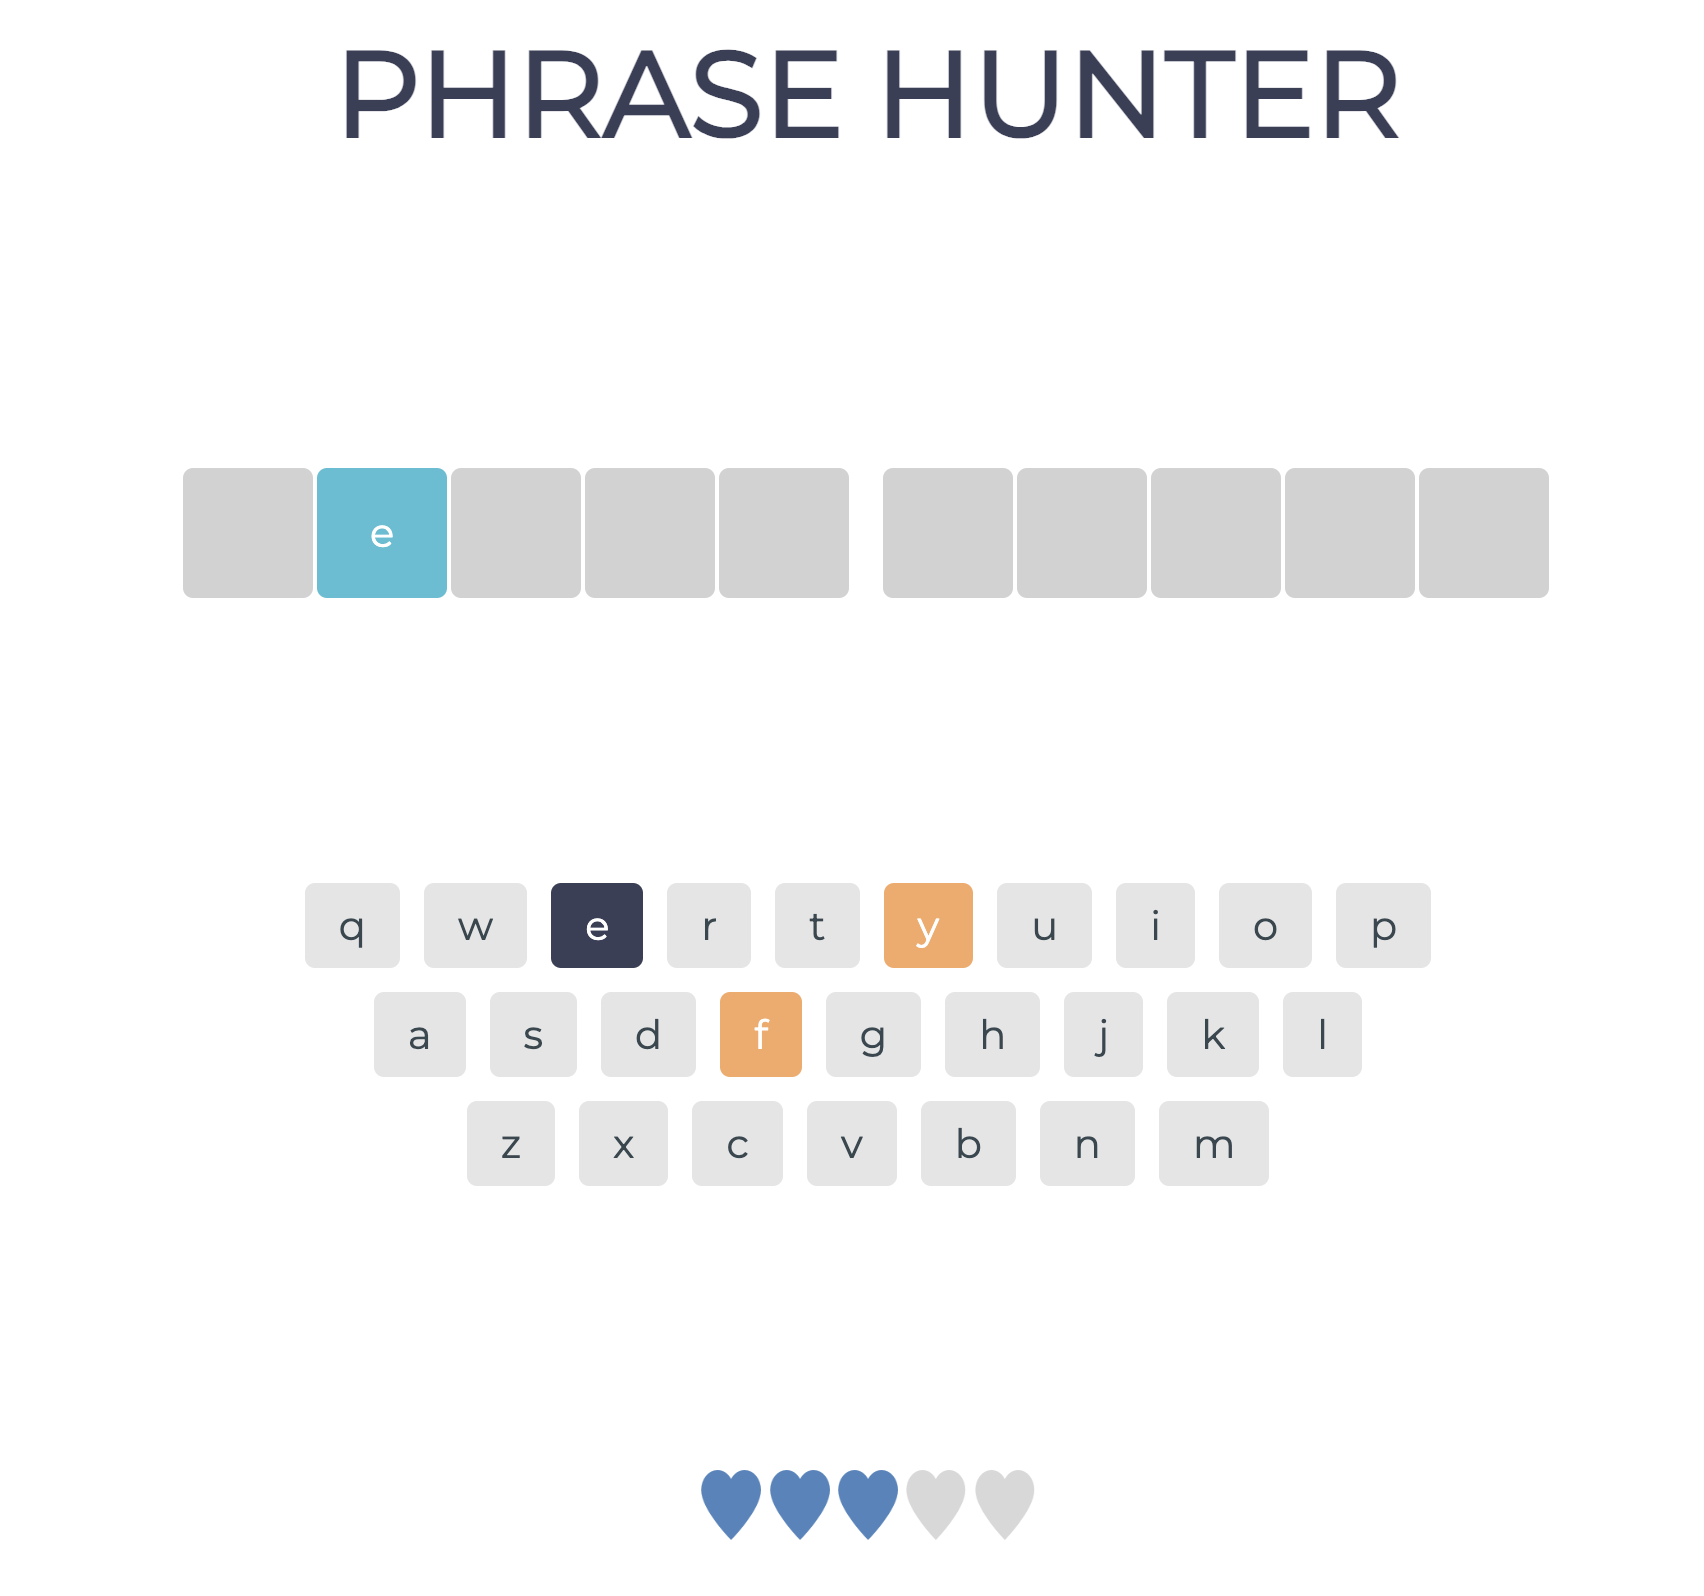 PHRASE HUNTER
e
q w e r t y u i o p
a s d f g h j k l
z x c v b n m